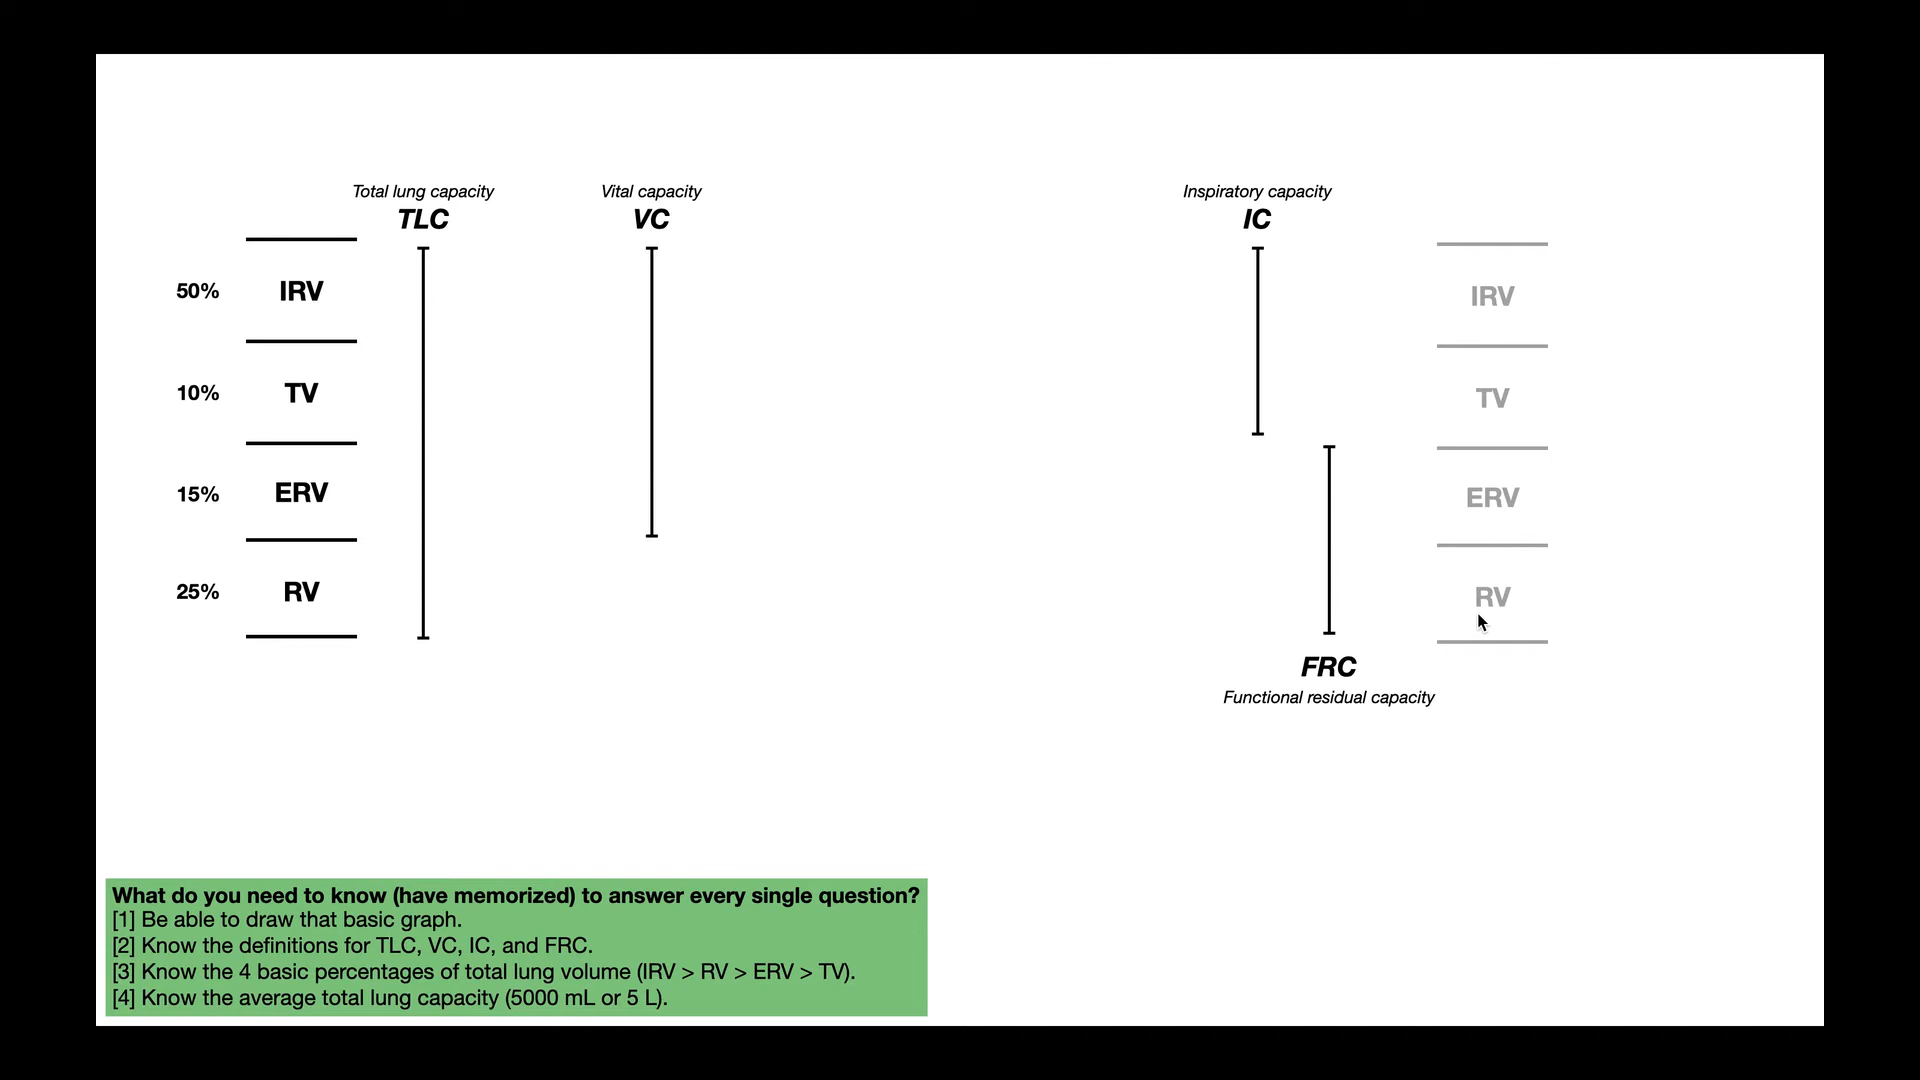 Total lung capacity
TLC
Vital capacity
VC
Inspiratory capacity
IC
50% IRV
10% TV
15% ERV
25% RV
IRV
TV
ERV
RV
FRC
Functional residual capacity
What do you need to know (have memorized) to answer every single question?
[1] Be able to draw that basic graph.
[2] Know the definitions for TLC, VC, IC, and FRC.
[3] Know the 4 basic percentages of total lung volume (IRV > RV > ERV > TV).
[4] Know the average total lung capacity (5000 mL or 5 L).